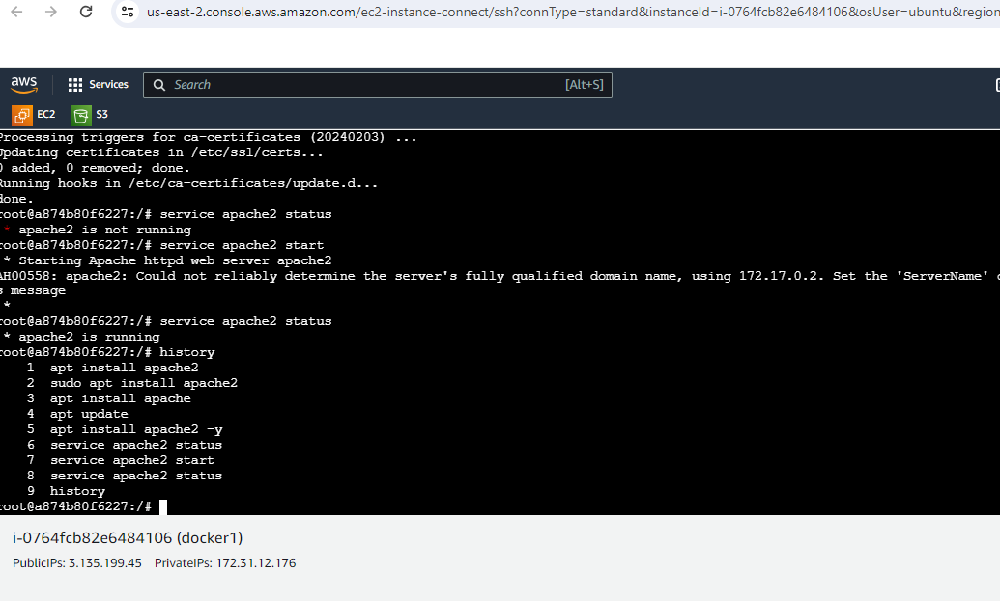 us-east-2.console.aws.amazon.com/ec2-instance-connect/ssh?connType=standard&instanceId=i-0764fcb82e6484106&osUser=ubuntu&region
aws Services Search [Alt+S]
EC2 S3
Processing triggers for ca-certificates (20240203) ...
Updating certificates in /etc/ssl/certs...
0 added, 0 removed; done.
Running hooks in /etc/ca-certificates/update.d...
done.
root@a874b80f6227:/# service apache2 status
* apache2 is not running
root@a874b80f6227:/# service apache2 start
* Starting Apache httpd web server apache2
AH00558: apache2: Could not reliably determine the server's fully qualified domain name, using 172.17.0.2. Set the 'ServerName'
s message
*
root@a874b80f6227:/# service apache2 status
* apache2 is running
root@a874b80f6227:/# history
1 apt install apache2
2 sudo apt install apache2
3 apt install apache
4 apt update
5 apt install apache2 -y
6 service apache2 status
7 service apache2 start
8 service apache2 status
9 history
root@a874b80f6227:/#
i-0764fcb82e6484106 (docker1)
PublicIPs: 3.135.199.45 PrivateIPs: 172.31.12.176